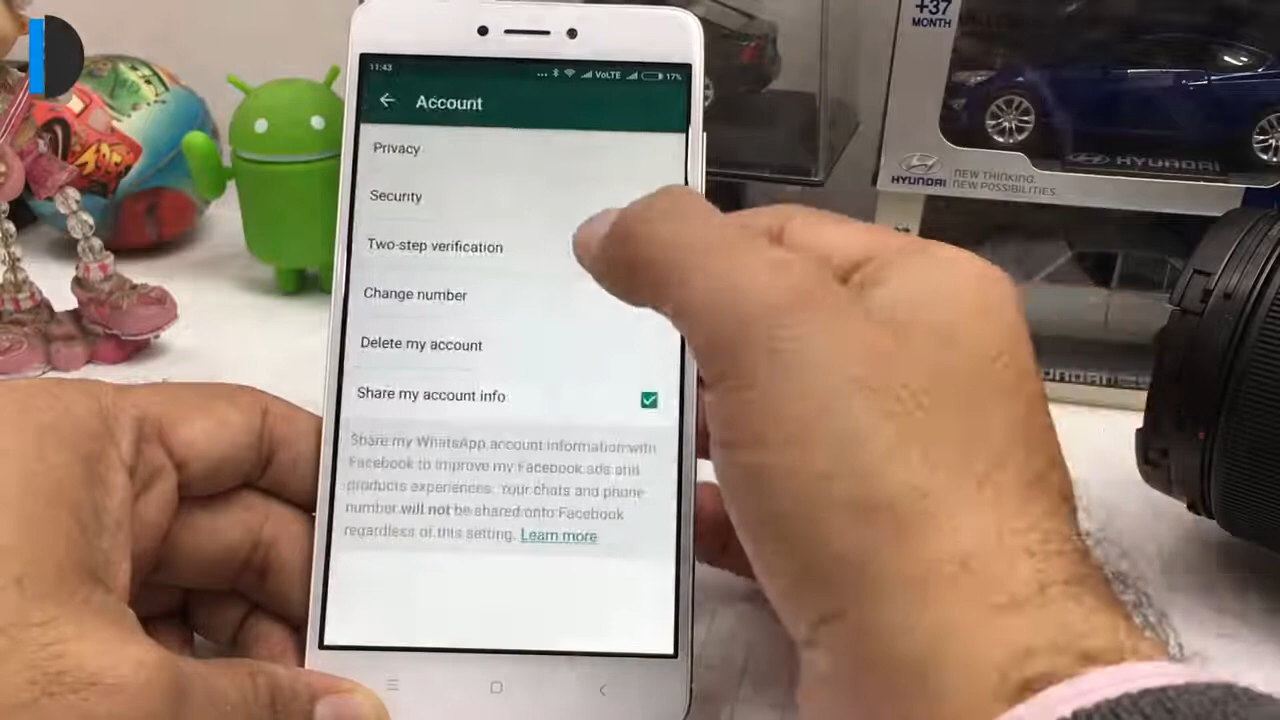 11:43
... VoLTE 17%
Account
Privacy
Security
Two-step verification
Change number
Delete my account
Share my account info
Share my WhatsApp account information with
Facebook to improve my Facebook ads and
products experiences. Your chats and phone
number will not be shared onto Facebook
regardless of this setting. Learn more
+37
MONTH
HYUNDAI
NEW THINKING.
NEW POSSIBILITIES.
HYUNDAI